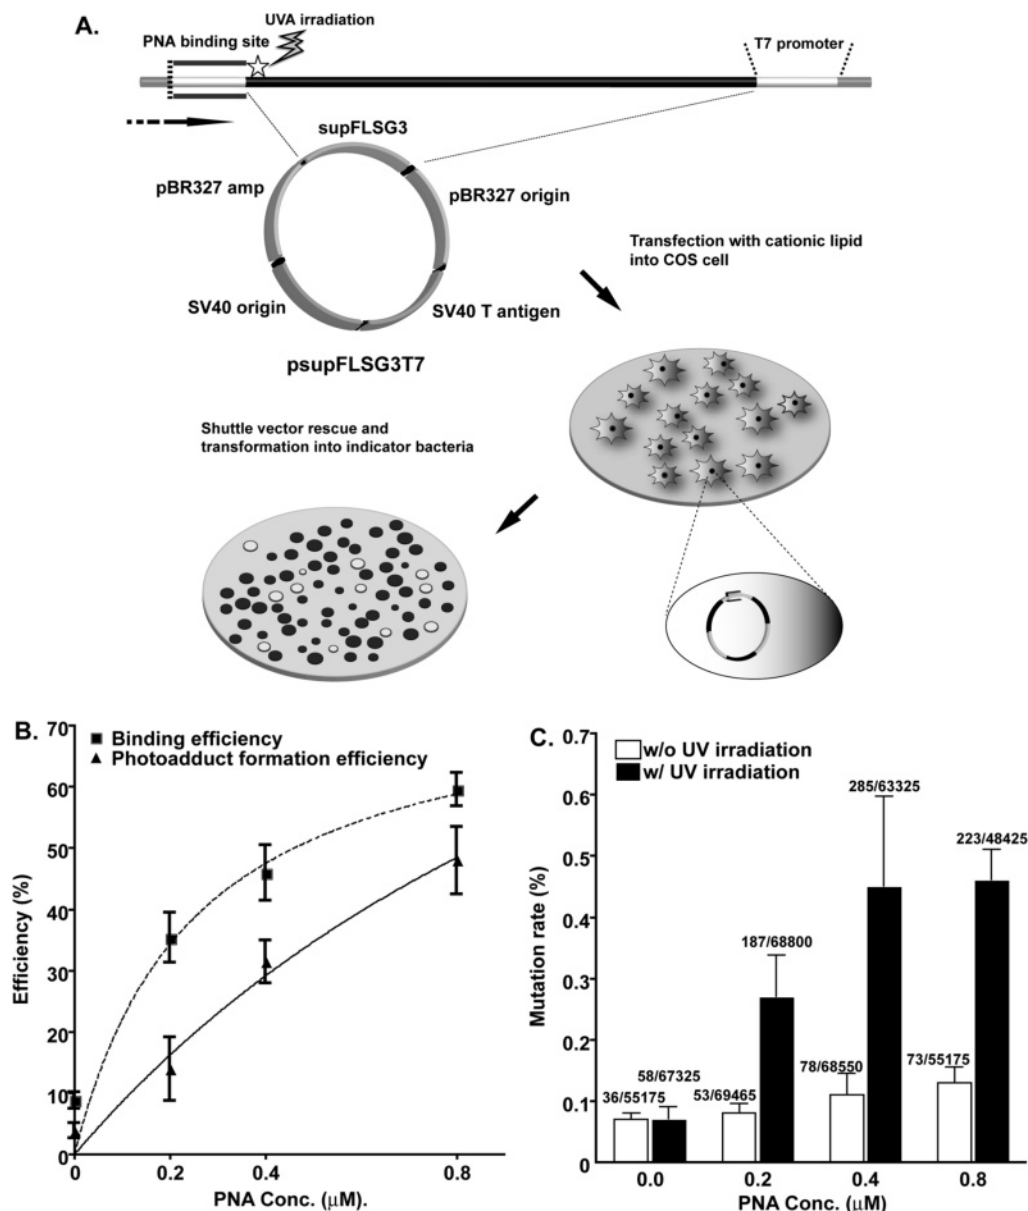 A.
UVA irradiation
PNA binding site
T7 promoter
supFLSG3
pBR327 amp
pBR327 origin
Transfection with cationic lipid
into COS cell
SV40 origin
SV40 T antigen
psupFLSG3T7
Shuttle vector rescue and
transformation into indicator bacteria
B.
70
60
50
40
30
20
10
0
Efficiency (%)
Binding efficiency
Photoadduct formation efficiency
0
0.2
0.4
0.8
PNA Conc. (µM).
C.
0.7
0.6
0.5
0.4
0.3
0.2
0.1
0
Mutation rate (%)
w/o UV irradiation
w/ UV irradiation
285/63325
223/48425
187/68800
58/67325
36/55175
53/69465
78/68550
73/55175
0.0
0.2
0.4
0.8
PNA Conc. (µM)